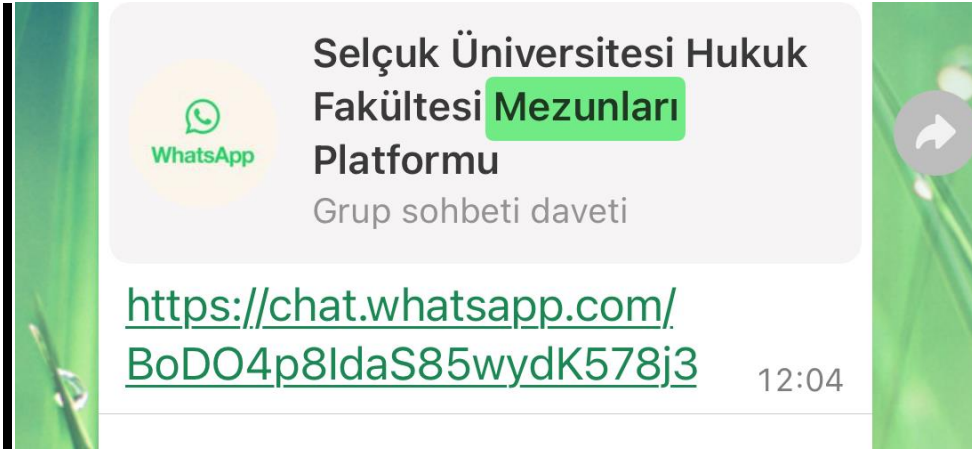 Selçuk Üniversitesi Hukuk
Fakültesi Mezunları
Platformu
WhatsApp
Grup sohbeti daveti
https://chat.whatsapp.com/
BoDO4p8IdaS85wydK578j3
12:04